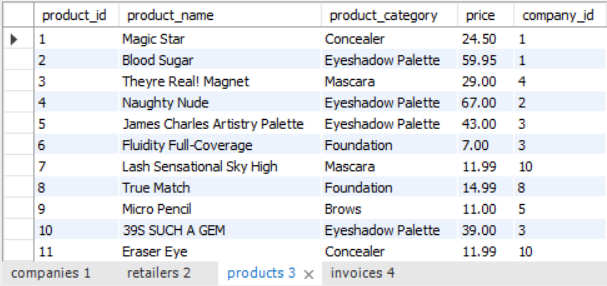 product_id product_name product_category price company_id
1 Magic Star Concealer 24.50 1
2 Blood Sugar Eyeshadow Palette 59.95 1
3 Theyre Real! Magnet Mascara 29.00 4
4 Naughty Nude Eyeshadow Palette 67.00 2
5 James Charles Artistry Palette Eyeshadow Palette 43.00 3
6 Fluidity Full-Coverage Foundation 7.00 3
7 Lash Sensational Sky High Mascara 11.99 10
8 True Match Foundation 14.99 8
9 Micro Pencil Brows 11.00 5
10 39S SUCH A GEM Eyeshadow Palette 39.00 3
11 Eraser Eye Concealer 11.99 10
companies 1 retailers 2 products 3 × invoices 4